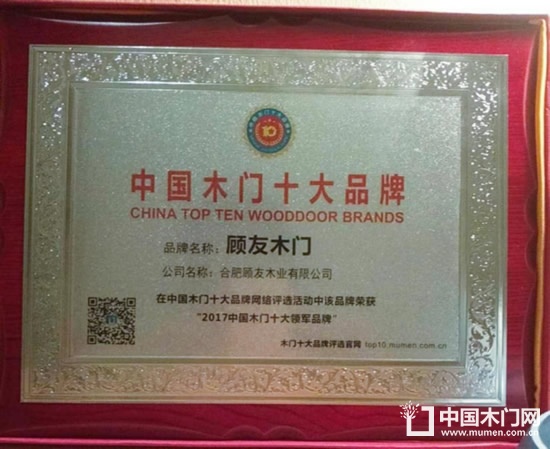 10
中国木门十大品牌
CHINA TOP TEN WOODDOOR BRANDS
品牌名称：顾友木门
公司名称：合肥顾友木业有限公司
在中国木门十大品牌网络评选活动中该品牌荣获
“2017中国木门十大领军品牌”
木门十大品牌评选官网 top10.mumen.com.cn
中国木门网
www.mumen.com.cn